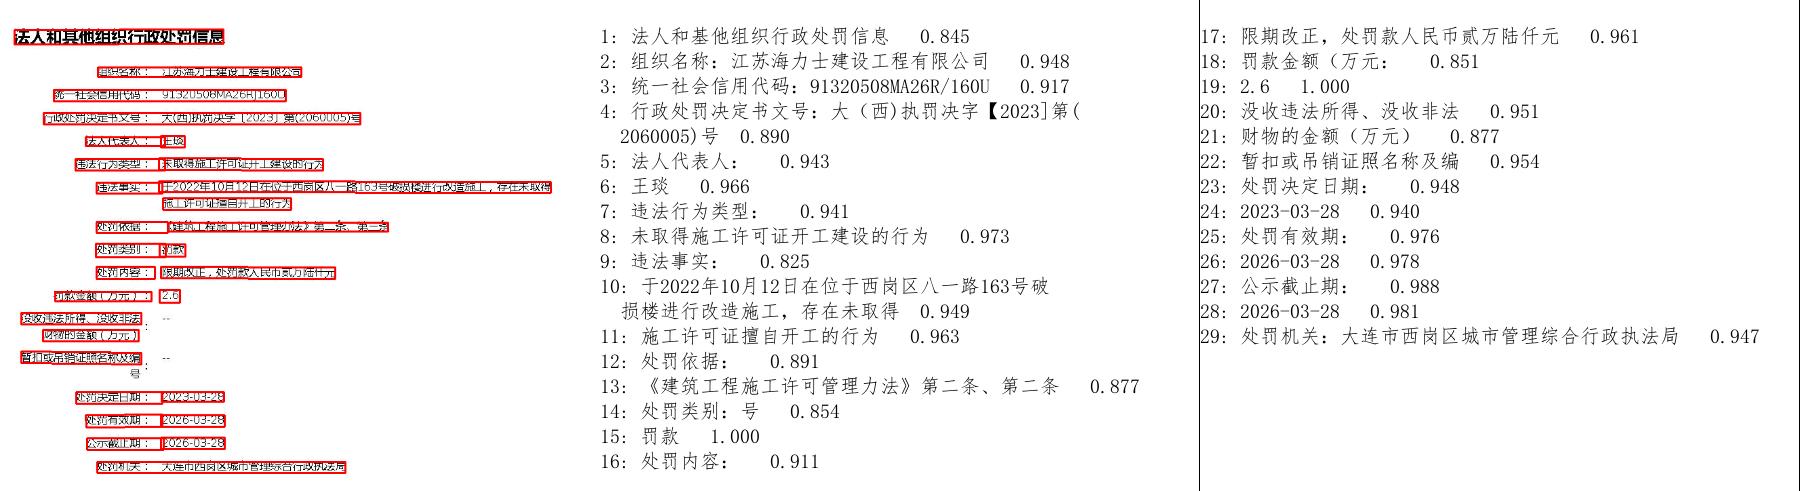 法人和其他组织行政处罚信息
组织名称： 江苏海力士建设工程有限公司
统一社会信用代码： 91320508MA26RJ160U
行政处罚决定书文号： 大(西)执罚决字【2023】第(2060005)号
法人代表人： 王琰
违法行为类型： 未取得施工许可证开工建设的行为
违法事实： 于2022年10月12日在位于西岗区八一路163号破损楼进行改造施工，存在未取得
施工许可证擅自开工的行为
处罚依据： 《建筑工程施工许可管理办法》第二条、第三条
处罚类别： 罚款
处罚内容： 限期改正，处罚款人民币贰万陆仟元
罚款金额（万元）： 2.6
没收违法所得、没收非法
财物的金额（万元） ： --
暂扣或吊销证照名称及编
号 ： --
处罚决定日期： 2023-03-28
处罚有效期： 2026-03-28
公示截止期： 2026-03-28
处罚机关： 大连市西岗区城市管理综合行政执法局
1: 法人和基他组织行政处罚信息 0.845
2: 组织名称：江苏海力士建设工程有限公司 0.948
3: 统一社会信用代码：91320508MA26R/160U 0.917
4: 行政处罚决定书文号：大（西)执罚决字【2023]第(
2060005)号 0.890
5: 法人代表人： 0.943
6: 王琰 0.966
7: 违法行为类型： 0.941
8: 未取得施工许可证开工建设的行为 0.973
9: 违法事实： 0.825
10: 于2022年10月12日在位于西岗区八一路163号破
损楼进行改造施工，存在未取得 0.949
11: 施工许可证擅自开工的行为 0.963
12: 处罚依据： 0.891
13: 《建筑工程施工许可管理力法》第二条、第二条 0.877
14: 处罚类别：号 0.854
15: 罚款 1.000
16: 处罚内容： 0.911
17: 限期改正，处罚款人民币贰万陆仟元 0.961
18: 罚款金额（万元： 0.851
19: 2.6 1.000
20: 没收违法所得、没收非法 0.951
21: 财物的金额（万元） 0.877
22: 暂扣或吊销证照名称及编 0.954
23: 处罚决定日期： 0.948
24: 2023-03-28 0.940
25: 处罚有效期： 0.976
26: 2026-03-28 0.978
27: 公示截止期： 0.988
28: 2026-03-28 0.981
29: 处罚机关：大连市西岗区城市管理综合行政执法局 0.947